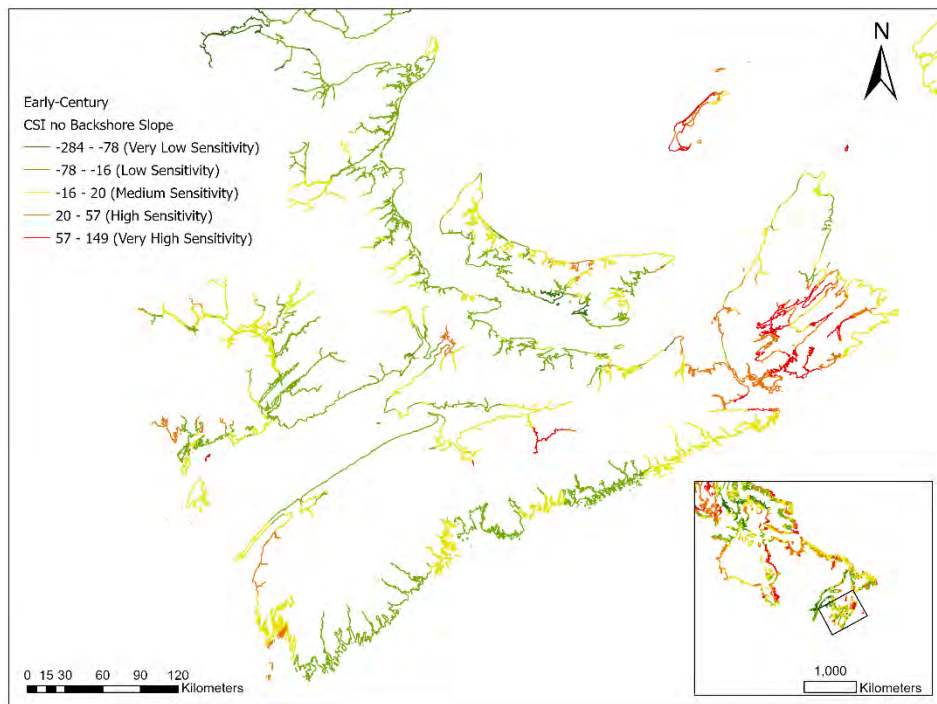 N
Early-Century
CSI no Backshore Slope
-284 - -78 (Very Low Sensitivity)
-78 - -16 (Low Sensitivity)
-16 - 20 (Medium Sensitivity)
20 - 57 (High Sensitivity)
57 - 149 (Very High Sensitivity)
0 15 30 60 90 120
Kilometers
1,000
Kilometers